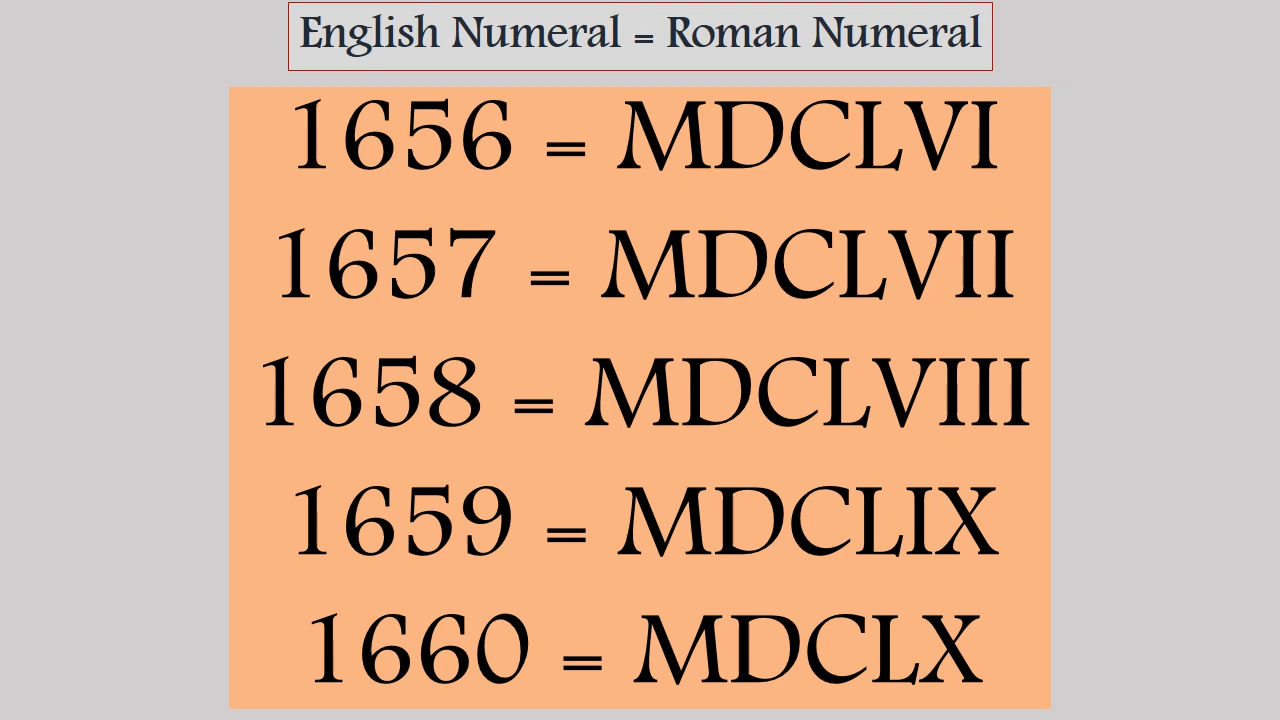 English Numeral = Roman Numeral
1656 = MDCLVI
1657 = MDCLVII
1658 = MDCLVIII
1659 = MDCLIX
1660 = MDCLX